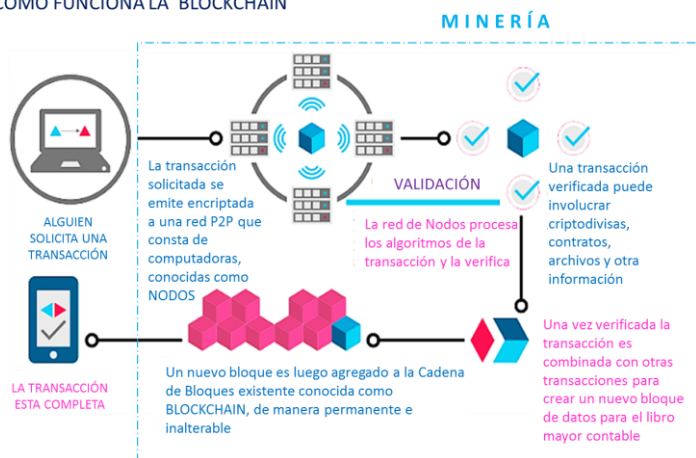 COMO FUNCIONA LA BLOCKCHAIN
MINERÍA
ALGUIEN
SOLICITA UNA
TRANSACCIÓN
La transacción
solicitada se
emite encriptada
a una red P2P que
consta de
computadoras,
conocidas como
NODOS
VALIDACIÓN
La red de Nodos procesa
los algoritmos de la
transacción y la verifica
Una transacción
verificada puede
involucrar
criptodivisas,
contratos,
archivos y otra
información
Una vez verificada la
transacción es
combinada con otras
transacciones para
crear un nuevo bloque
de datos para el libro
mayor contable
Un nuevo bloque es luego agregado a la Cadena
de Bloques existente conocida como
BLOCKCHAIN, de manera permanente e
inalterable
LA TRANSACCIÓN
ESTA COMPLETA